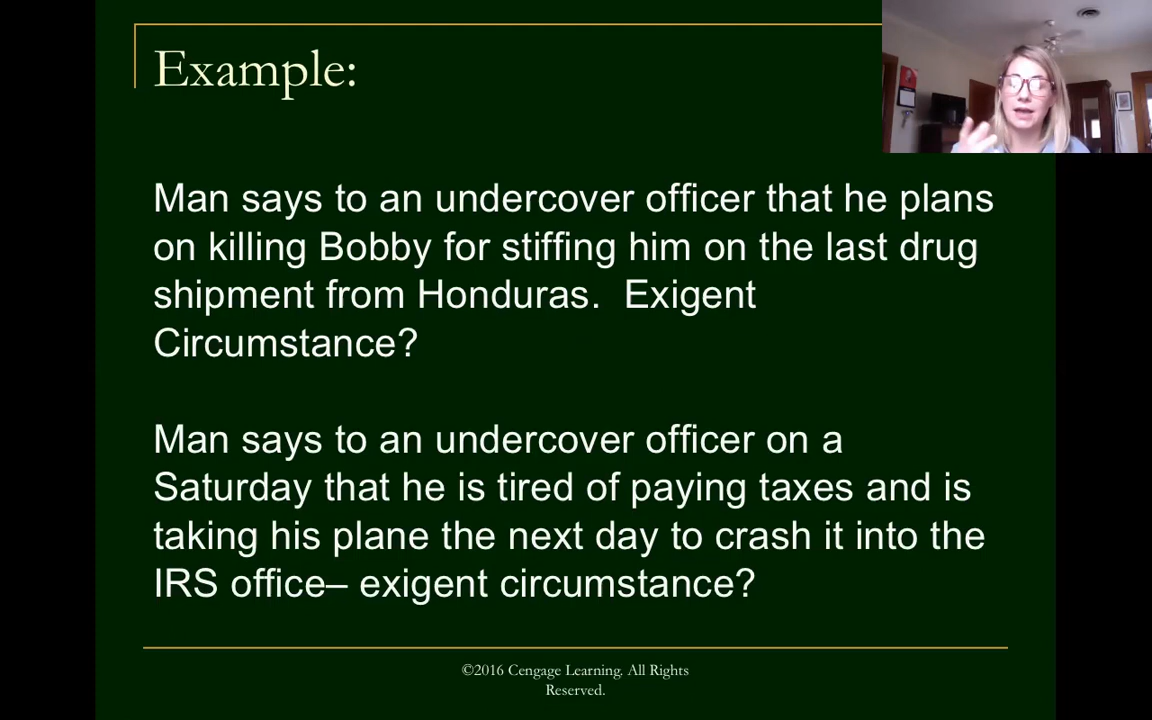 Example:
Man says to an undercover officer that he plans
on killing Bobby for stiffing him on the last drug
shipment from Honduras.  Exigent
Circumstance?
Man says to an undercover officer on a
Saturday that he is tired of paying taxes and is
taking his plane the next day to crash it into the
IRS office– exigent circumstance?
©2016 Cengage Learning. All Rights
Reserved.